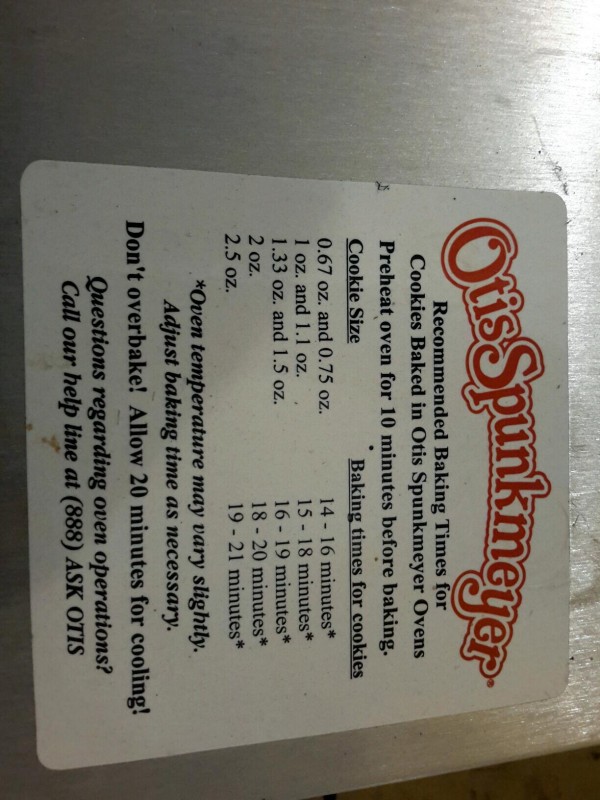 Otis Spunkmeyer®
Recommended Baking Times for
Cookies Baked in Otis Spunkmeyer Ovens
Preheat oven for 10 minutes before baking.
Cookie Size Baking times for cookies
0.67 oz. and 0.75 oz. 14 - 16 minutes*
1 oz. and 1.1 oz. 15 - 18 minutes*
1.33 oz. and 1.5 oz. 16 - 19 minutes*
2 oz. 18 - 20 minutes*
2.5 oz. 19 - 21 minutes*
*Oven temperature may vary slightly.
Adjust baking time as necessary.
Don't overbake! Allow 20 minutes for cooling!
Questions regarding oven operations?
Call our help line at (888) ASK OTIS